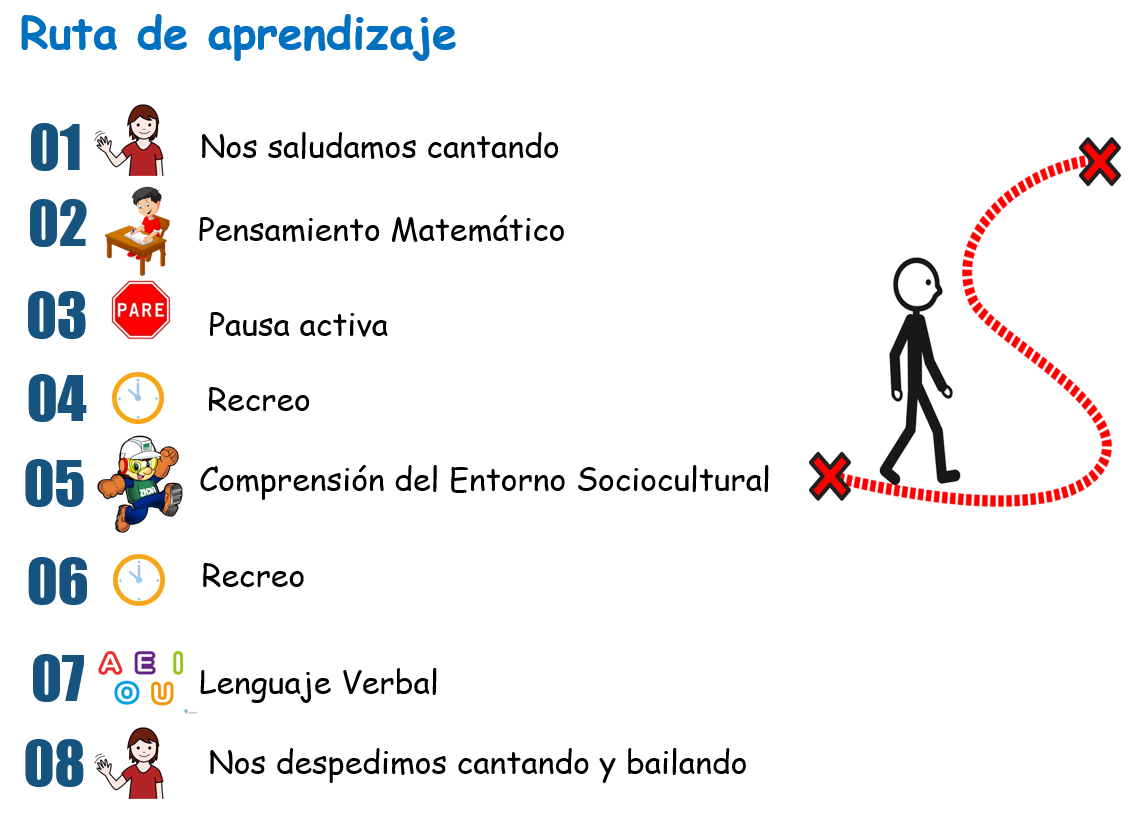 Ruta de aprendizaje
01 Nos saludamos cantando
02 Pensamiento Matemático
03 PARE Pausa activa
04 Recreo
05 Comprensión del Entorno Sociocultural
06 Recreo
07 A E I O U Lenguaje Verbal
08 Nos despedimos cantando y bailando